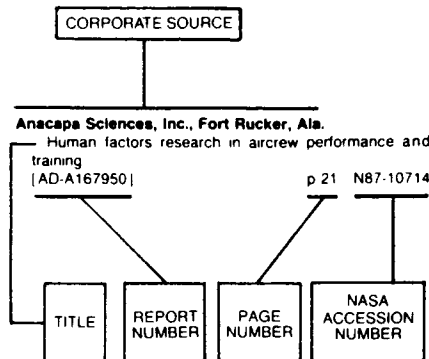 CORPORATE SOURCE
Anacapa Sciences, Inc., Fort Rucker, Ala.
Human factors research in aircrew performance and
training
[AD-A167950] p 21 N87-10714
TITLE
REPORT
NUMBER
PAGE
NUMBER
NASA
ACCESSION
NUMBER